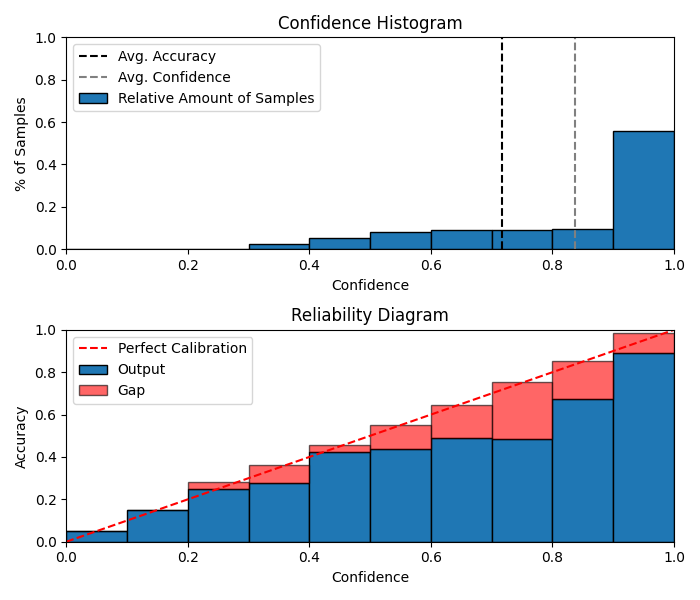 Confidence Histogram
1.0
0.8
0.6
0.4
0.2
0.0
% of Samples
Avg. Accuracy
Avg. Confidence
Relative Amount of Samples
0.0 0.2 0.4 0.6 0.8 1.0
Confidence
Reliability Diagram
1.0
0.8
0.6
0.4
0.2
0.0
Accuracy
Perfect Calibration
Output
Gap
0.0 0.2 0.4 0.6 0.8 1.0
Confidence